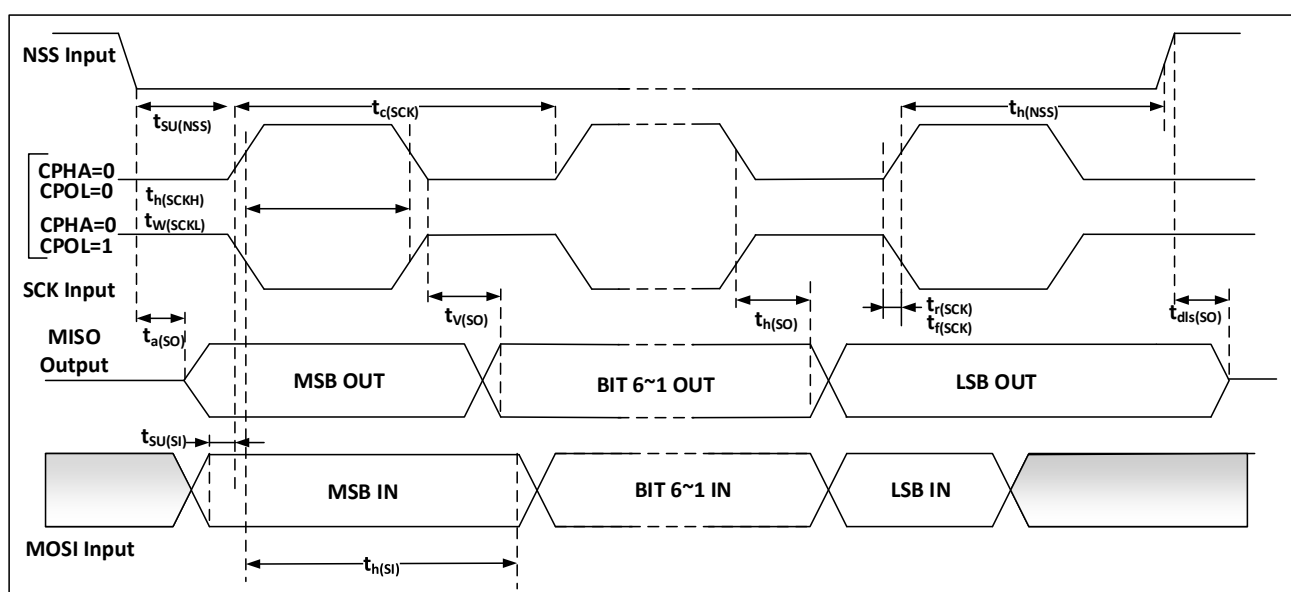 NSS Input
tc(SCK)
tSU(NSS)
th(NSS)
CPHA=0
CPOL=0
th(SCKH)
CPHA=0
tW(SCKL)
CPOL=1
SCK Input
tV(SO)
th(SO)
tr(SCK)
tf(SCK)
ta(SO)
tdls(SO)
MISO
Output
MSB OUT
BIT 6~1 OUT
LSB OUT
tSU(SI)
MSB IN
BIT 6~1 IN
LSB IN
MOSI Input
th(SI)